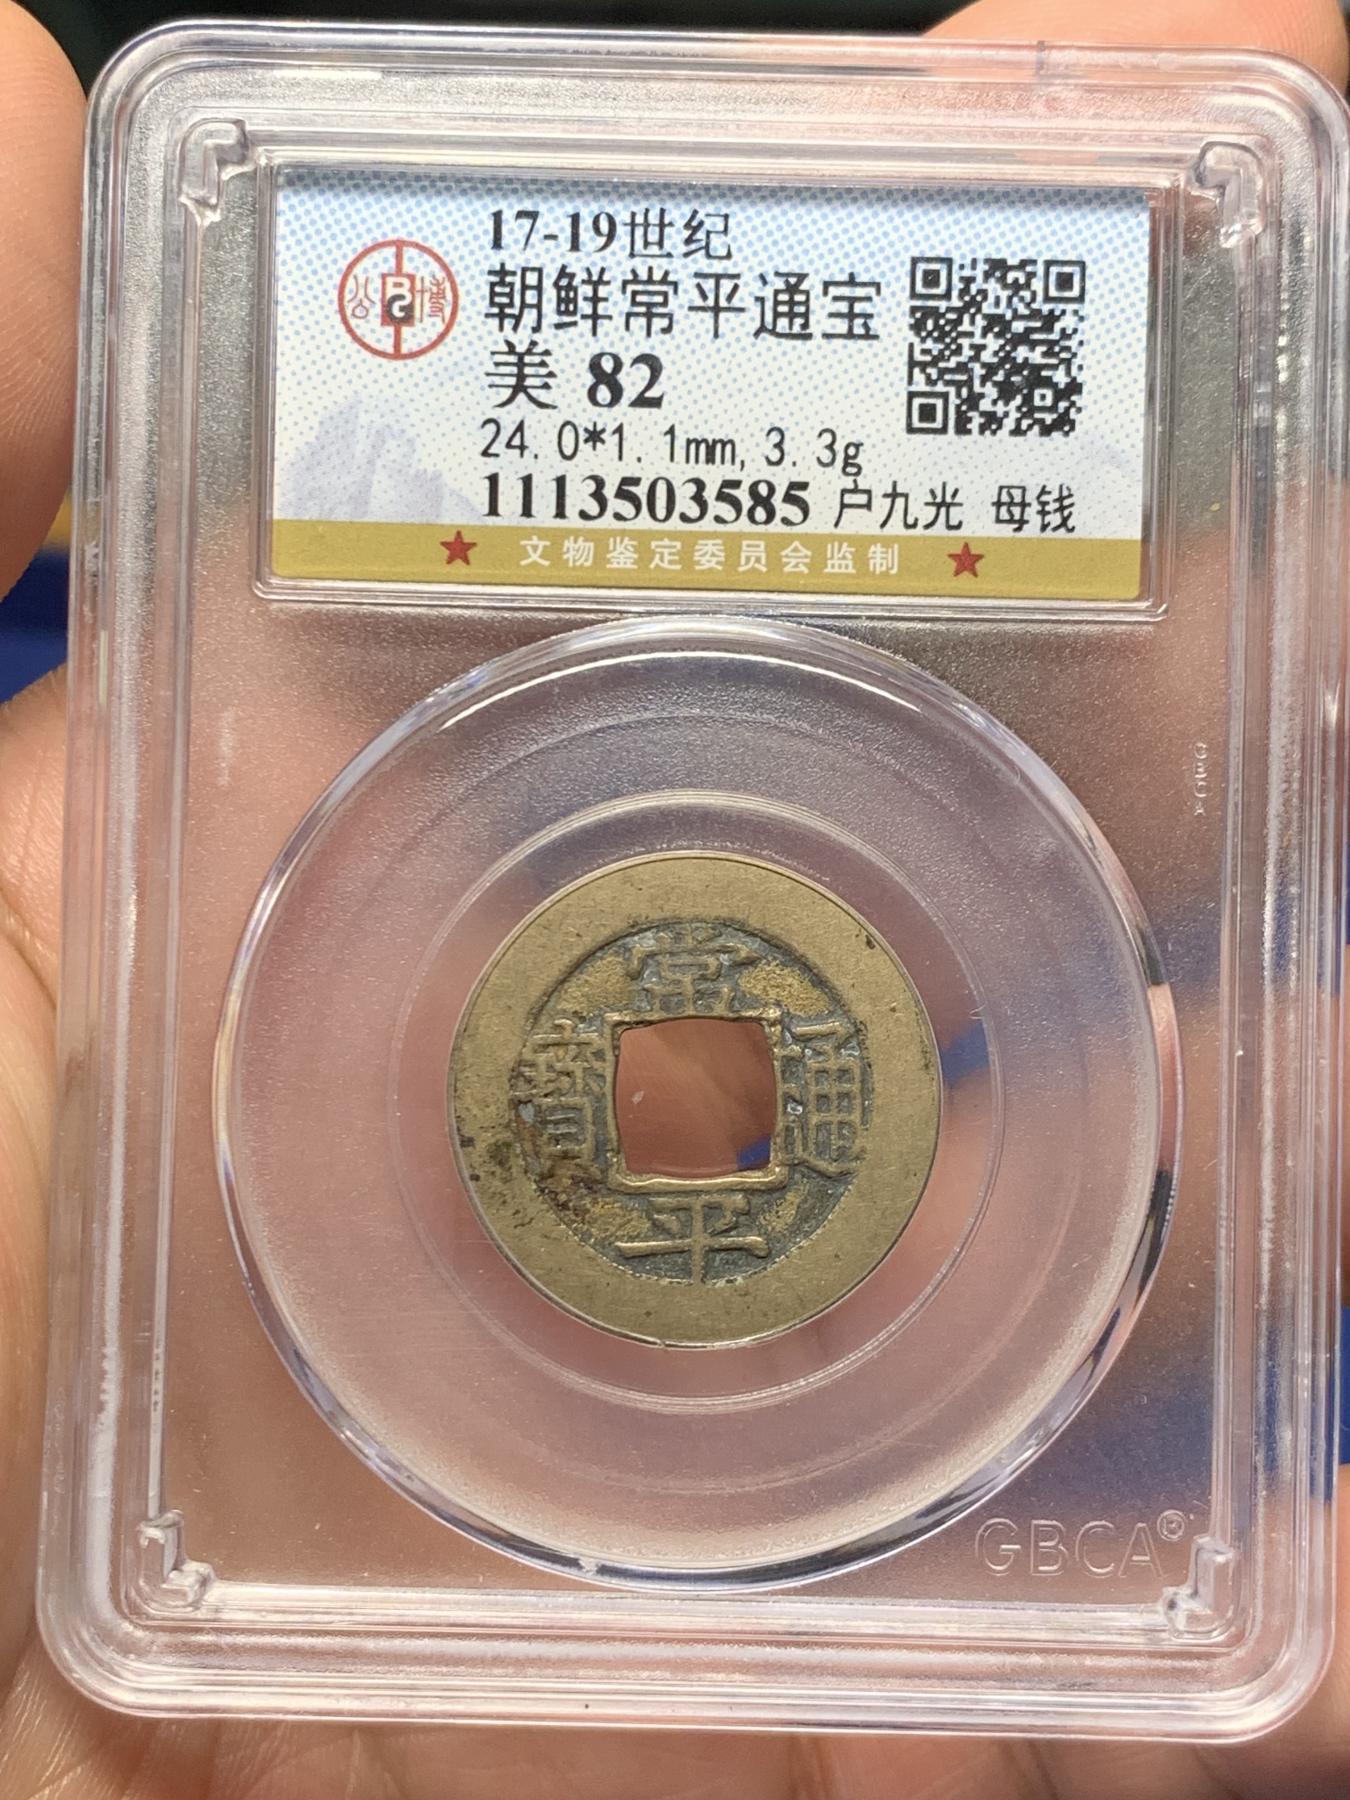 17-19世纪
公 博
朝鲜常平通宝
美 82
24.0*1.1mm,3.3g
1113503585 户九光 母钱
★ 文物鉴定委员会监制 ★
常
寶 通
平
GBCA®